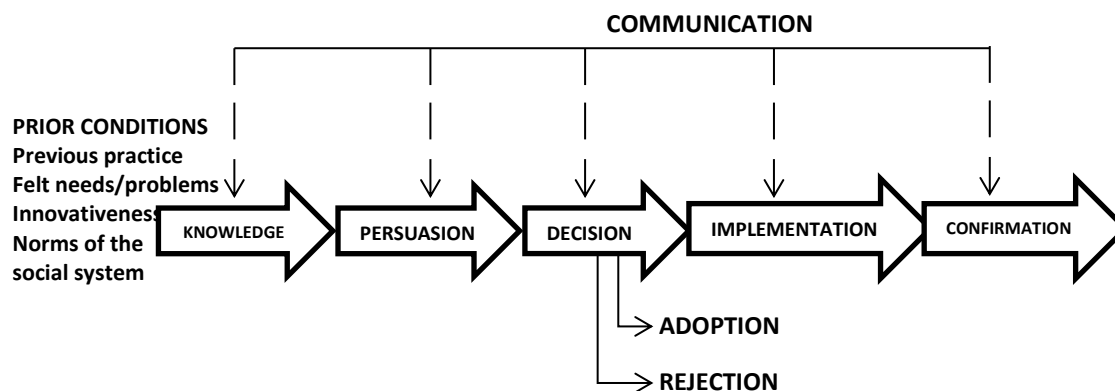 COMMUNICATION
PRIOR CONDITIONS
Previous practice
Felt needs/problems
Innovativeness
Norms of the
social system
KNOWLEDGE
PERSUASION
DECISION
IMPLEMENTATION
CONFIRMATION
ADOPTION
REJECTION